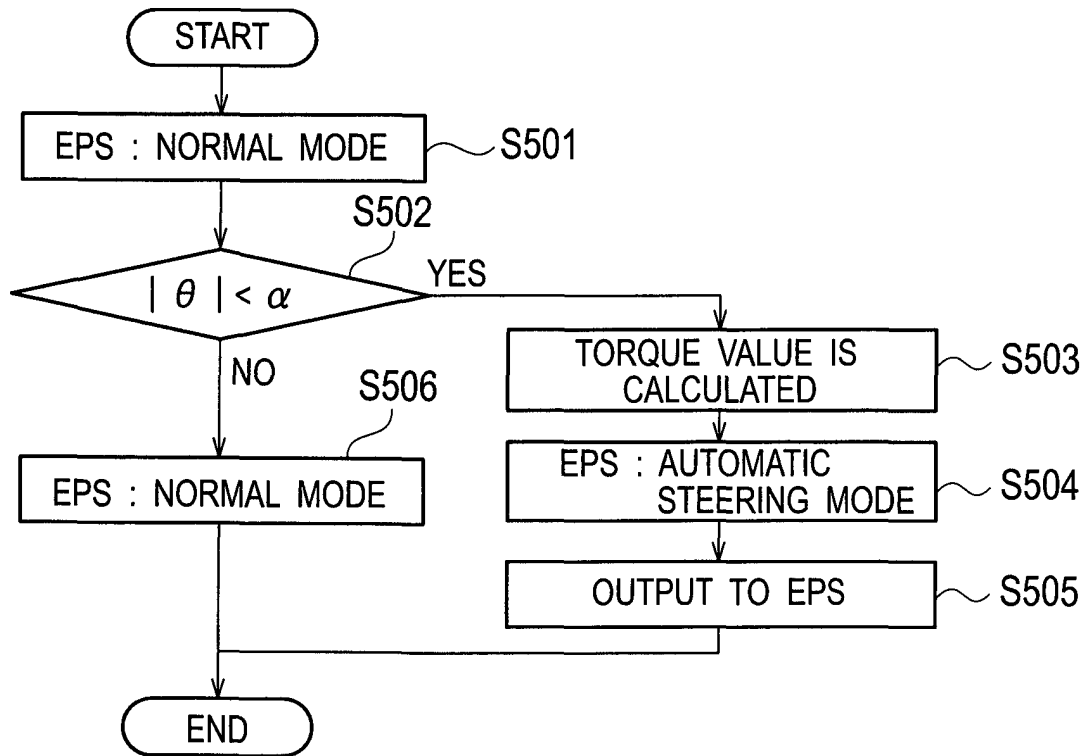 START
EPS : NORMAL MODE
S501
S502
| θ | < α
YES
NO
TORQUE VALUE IS
CALCULATED
S503
S506
EPS : NORMAL MODE
EPS : AUTOMATIC
STEERING MODE
S504
OUTPUT TO EPS
S505
END